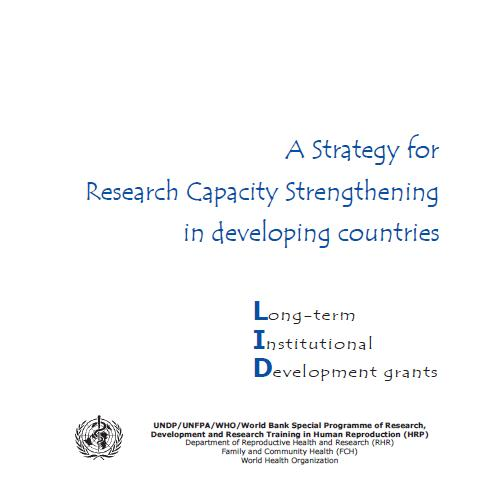 A Strategy for
Research Capacity Strengthening
in developing countries
Long-term
Institutional
Development grants
UNDP/UNFPA/WHO/World Bank Special Programme of Research,
Development and Research Training in Human Reproduction (HRP)
Department of Reproductive Health and Research (RHR)
Family and Community Health (FCH)
World Health Organization